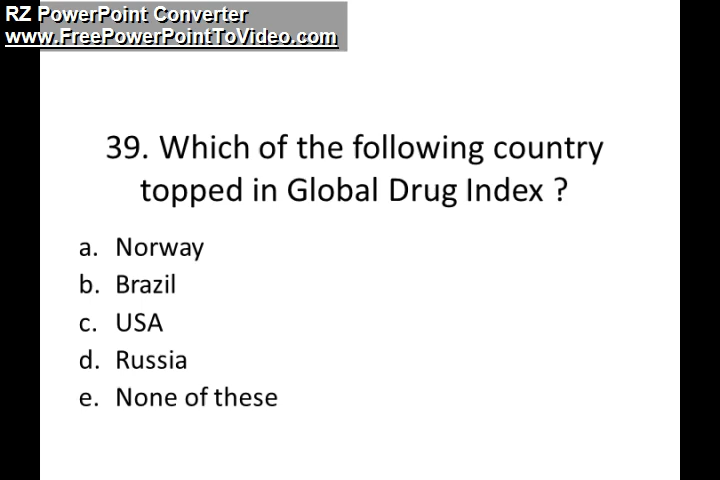 RZ PowerPoint Converter
www.FreePowerPointToVideo.com
39. Which of the following country
topped in Global Drug Index ?
a. Norway
b. Brazil
c. USA
d. Russia
e. None of these